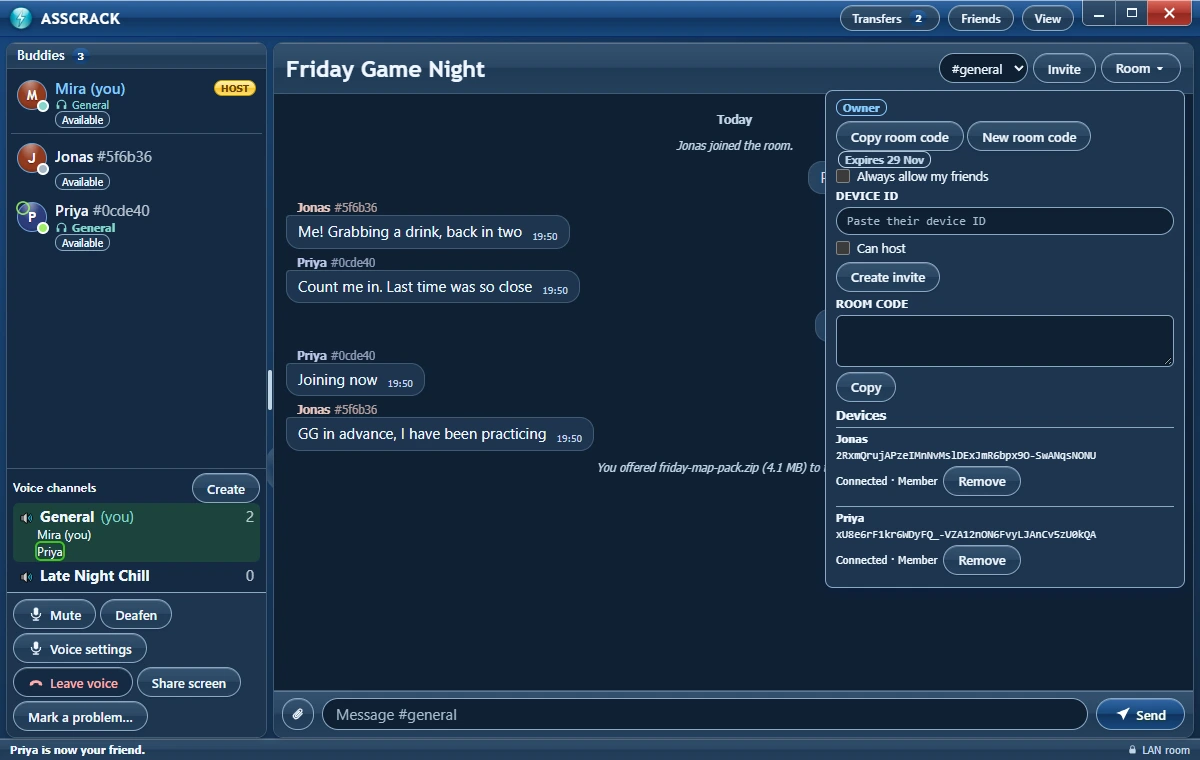 ASSCRACK
Transfers 2
Friends
View
Buddies 3
M
Mira (you)
HOST
General
Available
J
Jonas #5f6b36
Available
P
Priya #0cde40
General
Available
Voice channels
Create
General (you) 2
Mira (you)
Priya
Late Night Chill 0
Mute
Deafen
Voice settings
Leave voice
Share screen
Mark a problem...
Friday Game Night
#general
Invite
Room
Today
Jonas joined the room.
Jonas #5f6b36
Me! Grabbing a drink, back in two 19:50
Priya #0cde40
Count me in. Last time was so close 19:50
Priya #0cde40
Joining now 19:50
Jonas #5f6b36
GG in advance, I have been practicing 19:50
You offered friday-map-pack.zip (4.1 MB) to
Owner
Copy room code
New room code
Expires 29 Nov
Always allow my friends
DEVICE ID
Paste their device ID
Can host
Create invite
ROOM CODE
Copy
Devices
Jonas
2RxmQrujAPzeIMnNvMslDExJmR6bpx9O-SwANqsNONU
Connected · Member
Remove
Priya
xU8e6rF1kr6WDyFQ_-VZA12nON6FvyLJAnCv5zU0kQA
Connected · Member
Remove
Message #general
Send
Priya is now your friend.
LAN room